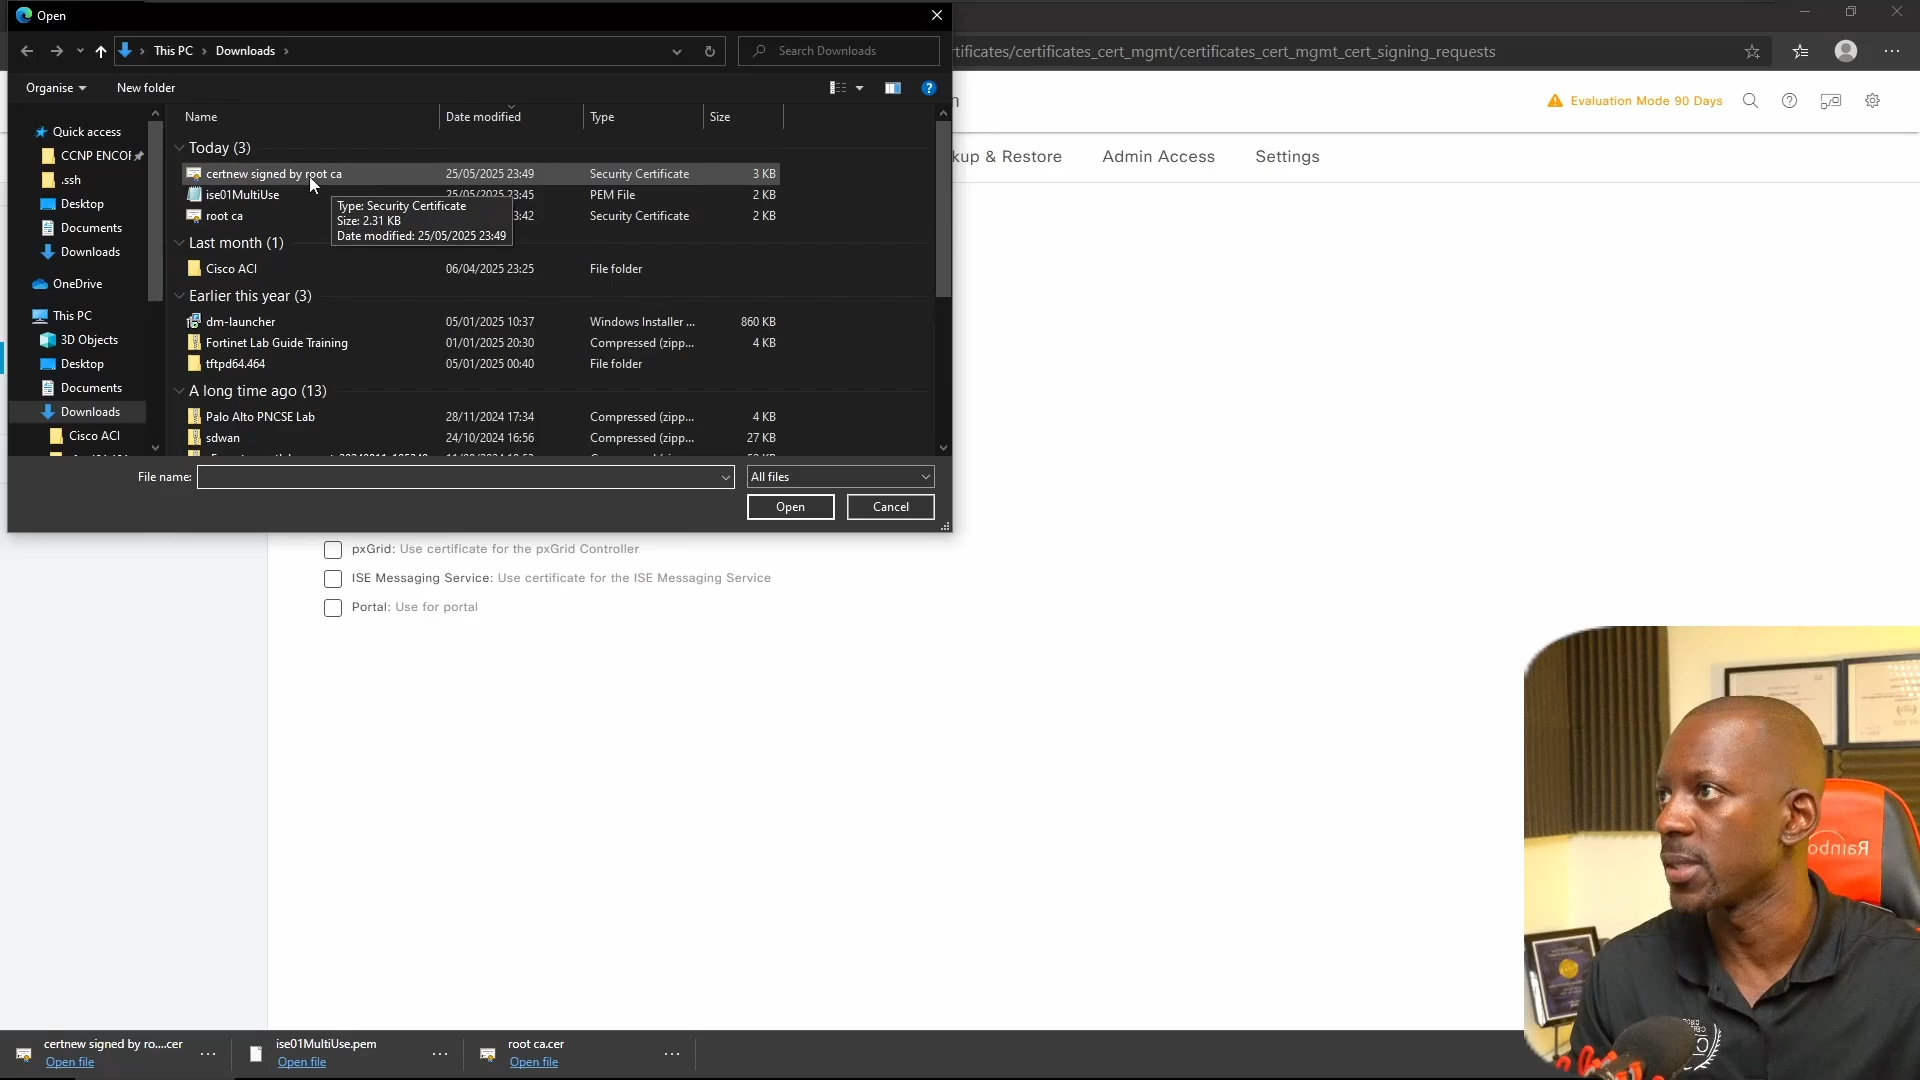 Open
This PC
Downloads
Search Downloads
tificates/certificates_cert_mgmt/certificates_cert_mgmt_cert_signing_requests
Organise
New folder
Evaluation Mode 90 Days
Name
Date modified
Type
Size
Quick access
CCNP ENCOR
.ssh
Desktop
Documents
Downloads
OneDrive
This PC
3D Objects
Desktop
Documents
Downloads
Cisco ACI
Today (3)
certnew signed by root ca 25/05/2025 23:49 Security Certificate 3 KB
ise01MultiUse 25/05/2025 23:45 PEM File 2 KB
root ca 3:42 Security Certificate 2 KB
Type: Security Certificate
Size: 2.31 KB
Date modified: 25/05/2025 23:49
Last month (1)
Cisco ACI 06/04/2025 23:25 File folder
Earlier this year (3)
dm-launcher 05/01/2025 10:37 Windows Installer ... 860 KB
Fortinet Lab Guide Training 01/01/2025 20:30 Compressed (zipp... 4 KB
tftpd64.464 05/01/2025 00:40 File folder
A long time ago (13)
Palo Alto PNCSE Lab 28/11/2024 17:34 Compressed (zipp... 4 KB
sdwan 24/10/2024 16:56 Compressed (zipp... 27 KB
File name:
All files
Open
Cancel
kup & Restore
Admin Access
Settings
pxGrid: Use certificate for the pxGrid Controller
ISE Messaging Service: Use certificate for the ISE Messaging Service
Portal: Use for portal
certnew signed by ro....cer
Open file
ise01MultiUse.pem
Open file
root ca.cer
Open file